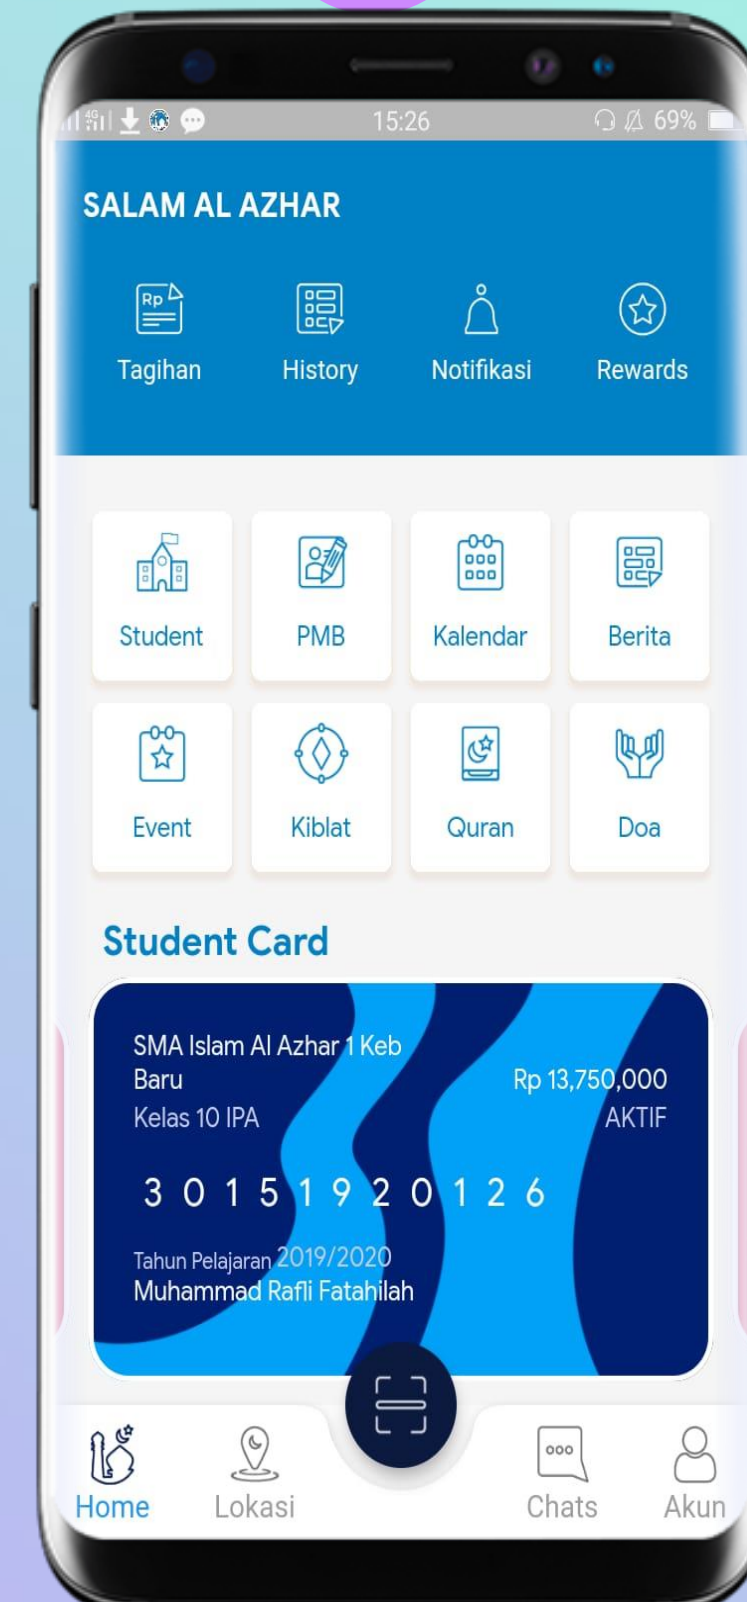 4G
15:26
69%
SALAM AL AZHAR
Rp
Tagihan History Notifikasi Rewards
Student PMB Kalendar Berita
Event Kiblat Quran Doa
Student Card
SMA Islam Al Azhar 1 Keb
Baru
Rp 13,750,000
Kelas 10 IPA
AKTIF
3 0 1 5 1 9 2 0 1 2 6
Tahun Pelajaran 2019/2020
Muhammad Rafli Fatahilah
Home Lokasi Chats Akun